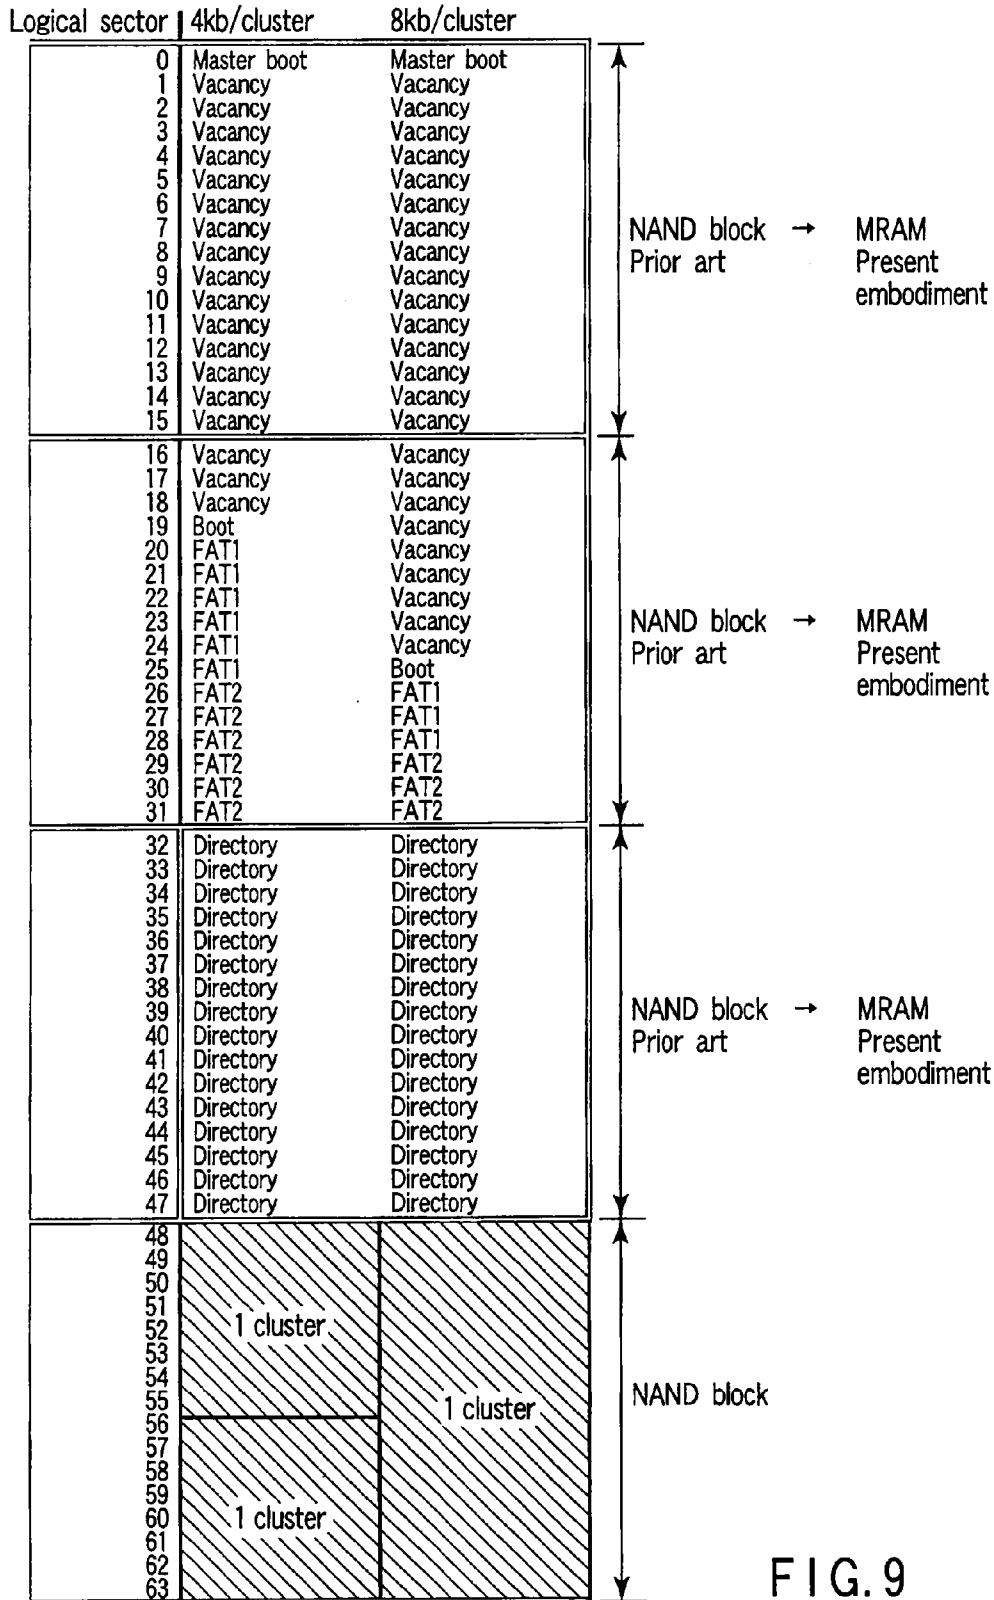 Logical sector 4kb/cluster 8kb/cluster
0 Master boot Master boot
1 Vacancy Vacancy
2 Vacancy Vacancy
3 Vacancy Vacancy
4 Vacancy Vacancy
5 Vacancy Vacancy
6 Vacancy Vacancy
7 Vacancy Vacancy
8 Vacancy Vacancy
9 Vacancy Vacancy
10 Vacancy Vacancy
11 Vacancy Vacancy
12 Vacancy Vacancy
13 Vacancy Vacancy
14 Vacancy Vacancy
15 Vacancy Vacancy
NAND block → MRAM
Prior art Present
embodiment
16 Vacancy Vacancy
17 Vacancy Vacancy
18 Vacancy Vacancy
19 Boot Vacancy
20 FAT1 Vacancy
21 FAT1 Vacancy
22 FAT1 Vacancy
23 FAT1 Vacancy
24 FAT1 Vacancy
25 FAT1 Boot
26 FAT2 FAT1
27 FAT2 FAT1
28 FAT2 FAT1
29 FAT2 FAT2
30 FAT2 FAT2
31 FAT2 FAT2
NAND block → MRAM
Prior art Present
embodiment
32 Directory Directory
33 Directory Directory
34 Directory Directory
35 Directory Directory
36 Directory Directory
37 Directory Directory
38 Directory Directory
39 Directory Directory
40 Directory Directory
41 Directory Directory
42 Directory Directory
43 Directory Directory
44 Directory Directory
45 Directory Directory
46 Directory Directory
47 Directory Directory
NAND block → MRAM
Prior art Present
embodiment
48
49
50
51
52 1 cluster
53
54
55
56 1 cluster
57
58
59
60 1 cluster
61
62
63
NAND block
FIG.9